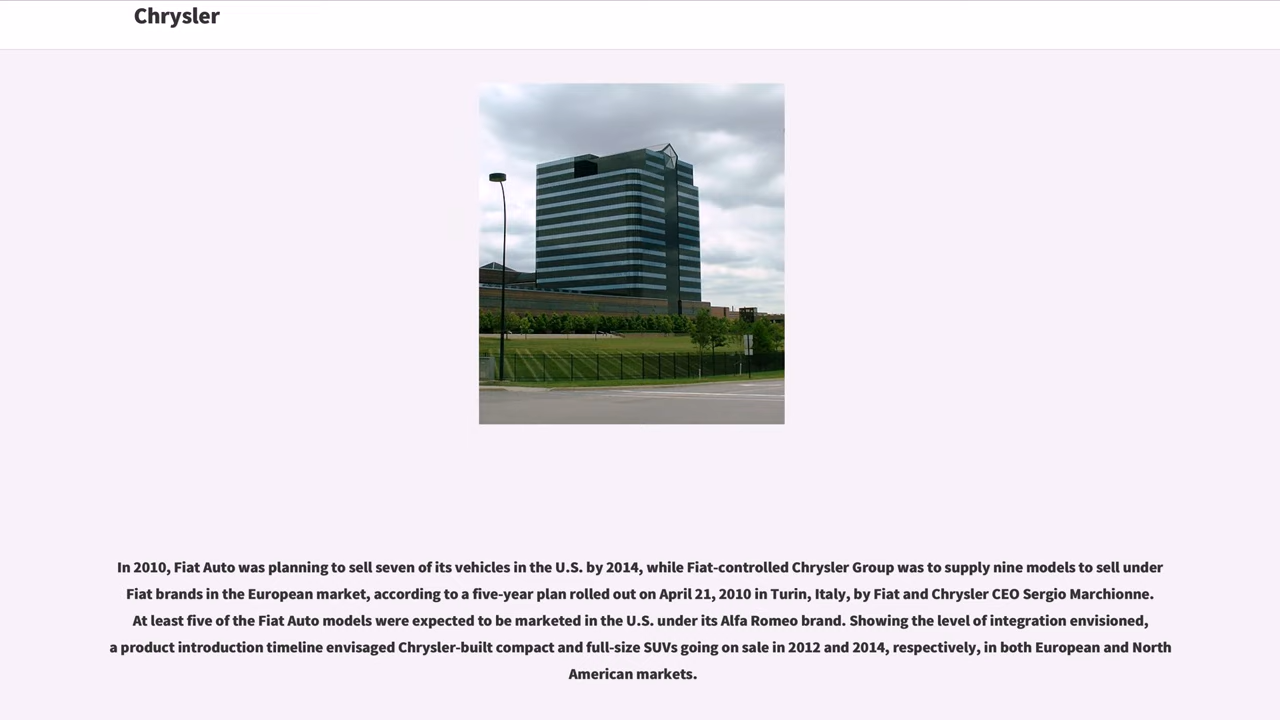 Chrysler
In 2010, Fiat Auto was planning to sell seven of its vehicles in the U.S. by 2014, while Fiat-controlled Chrysler Group was to supply nine models to sell under
Fiat brands in the European market, according to a five-year plan rolled out on April 21, 2010 in Turin, Italy, by Fiat and Chrysler CEO Sergio Marchionne.
At least five of the Fiat Auto models were expected to be marketed in the U.S. under its Alfa Romeo brand. Showing the level of integration envisioned,
a product introduction timeline envisaged Chrysler-built compact and full-size SUVs going on sale in 2012 and 2014, respectively, in both European and North
American markets.